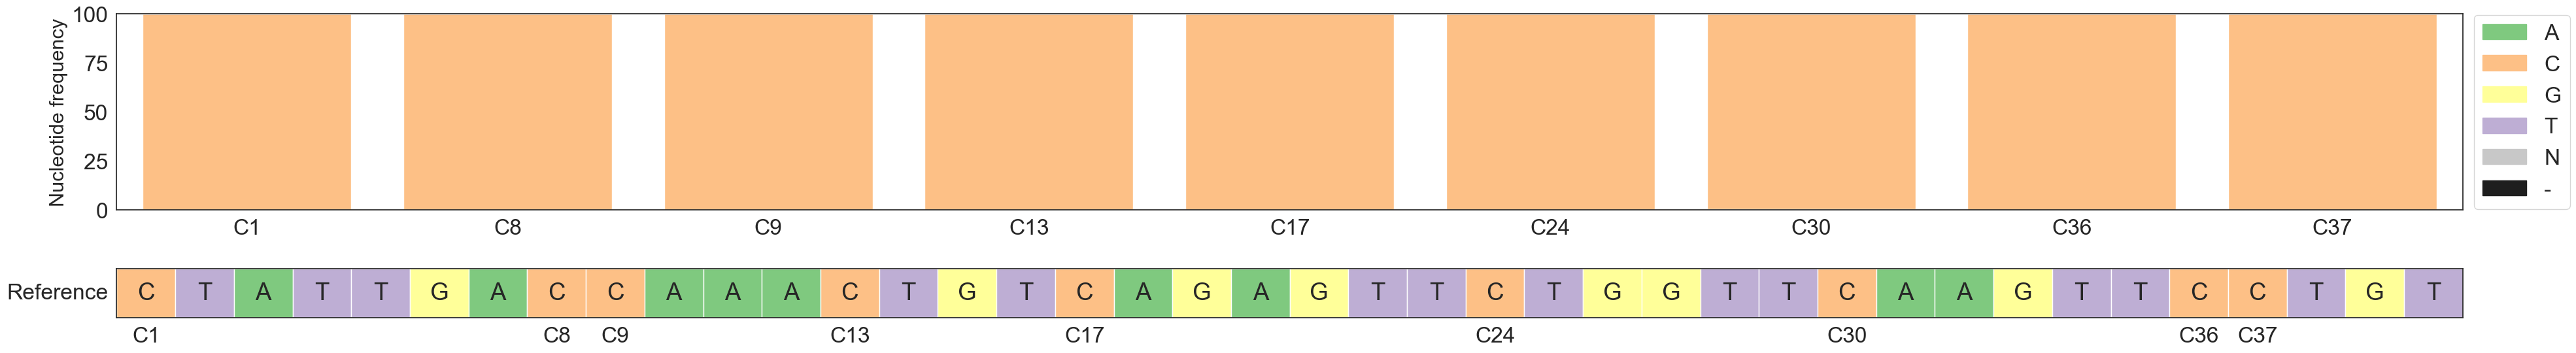 Nucleotide frequency
100
75
50
25
0
C1 C8 C9 C13 C17 C24 C30 C36 C37
A
C
G
T
N
-
Reference C T A T T G A C C A A A C T G T C A G A G T T C T G G T T C A A G T T C C T G T
C1 C8 C9 C13 C17 C24 C30 C36 C37